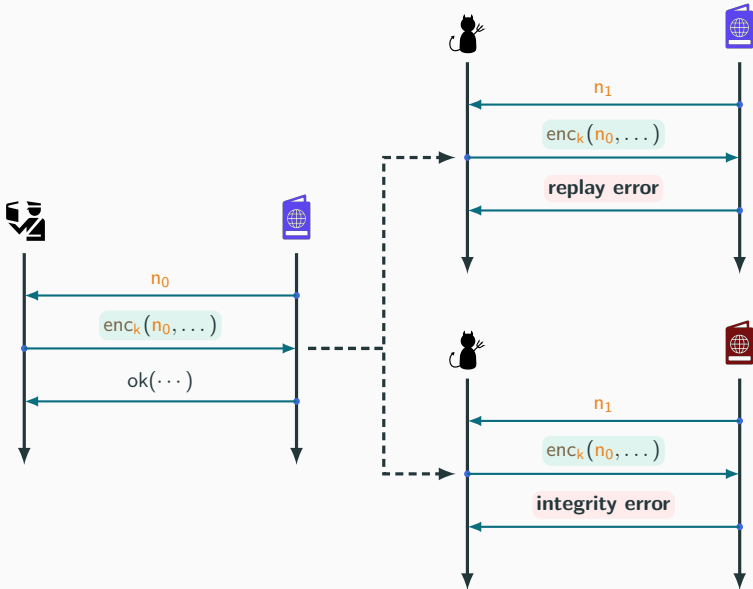 n₀
encₖ(n₀, . . . )
ok(· · · )
n₁
encₖ(n₀, . . . )
replay error
n₁
encₖ(n₀, . . . )
integrity error